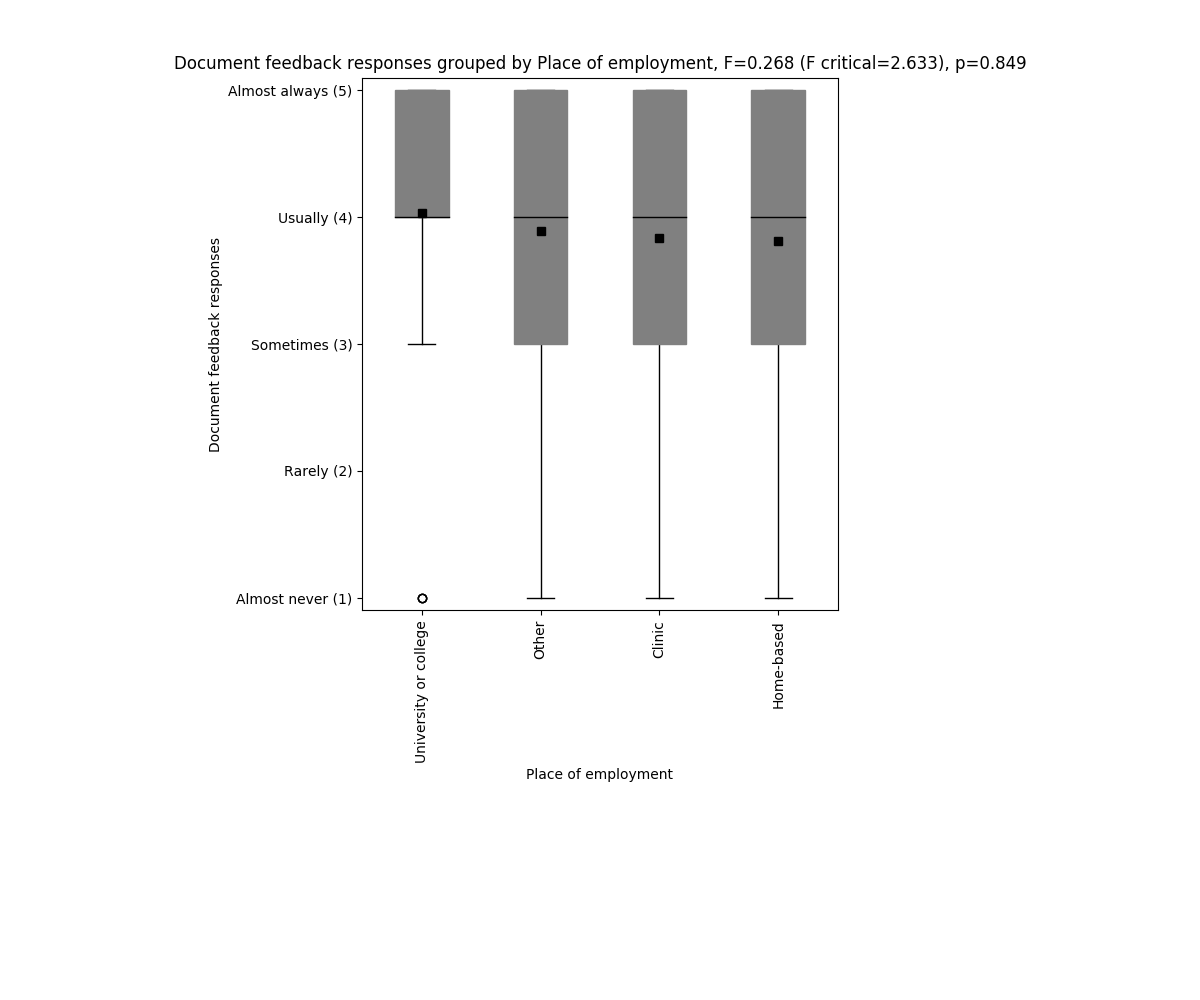 Document feedback responses grouped by Place of employment, F=0.268 (F critical=2.633), p=0.849
Almost always (5)
Usually (4)
Sometimes (3)
Rarely (2)
Almost never (1)
Document feedback responses
University or college
Other
Clinic
Home-based
Place of employment